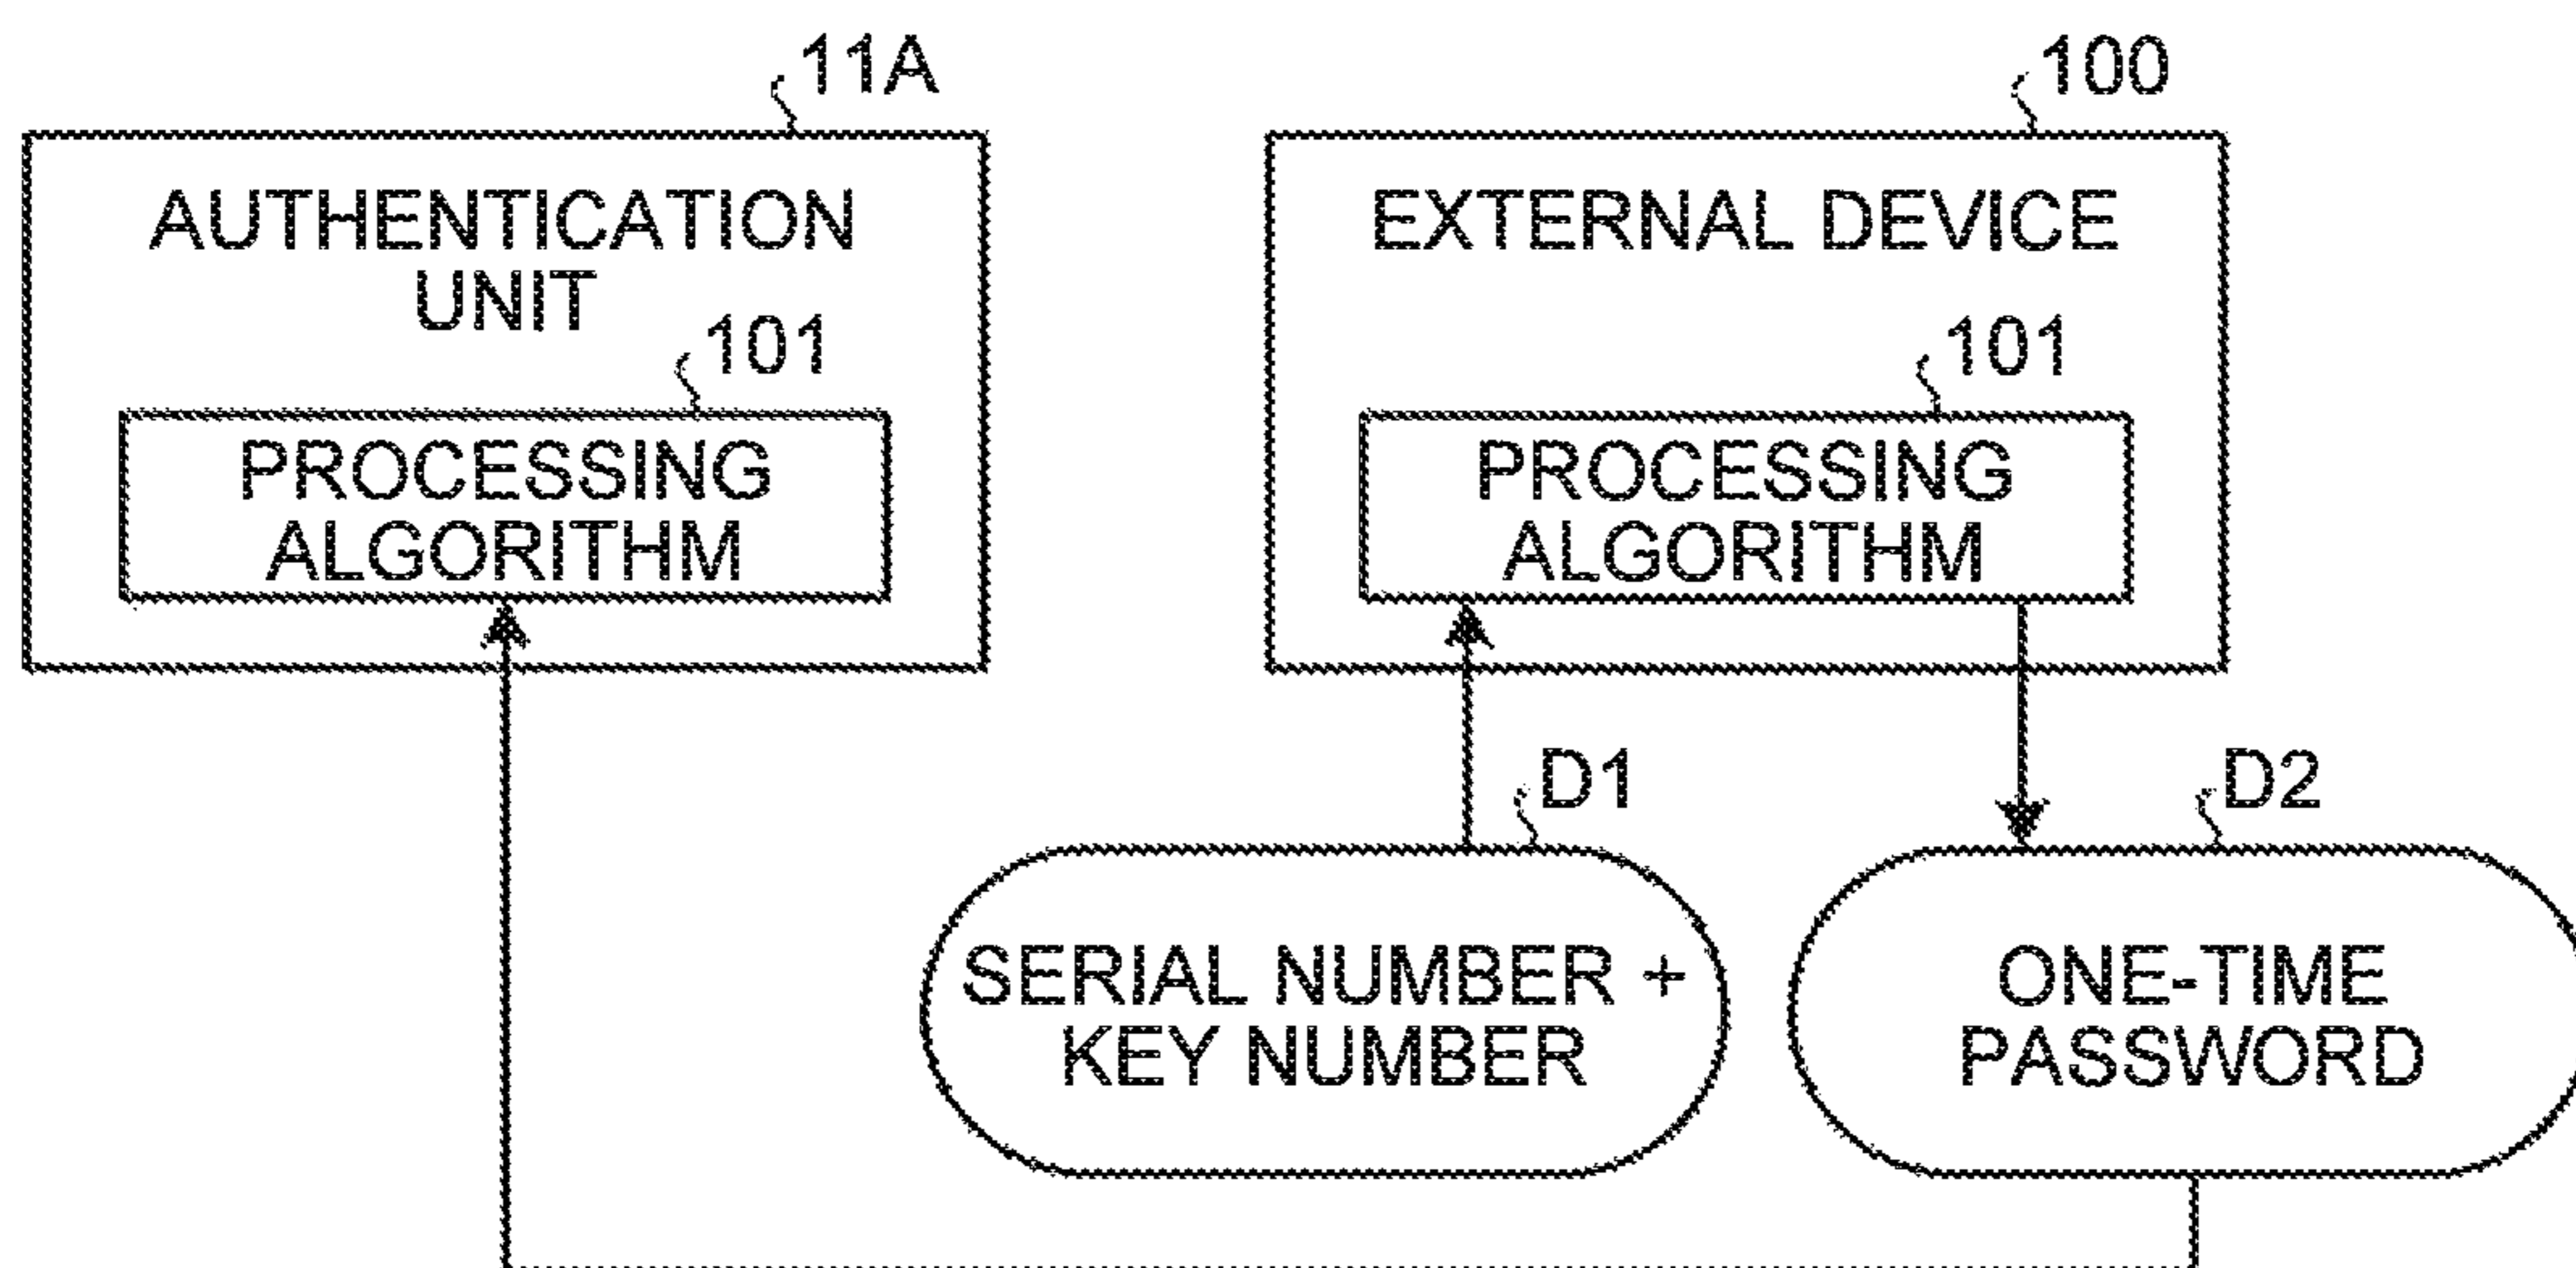 11A
100
AUTHENTICATION
UNIT
EXTERNAL DEVICE
101
101
PROCESSING
ALGORITHM
PROCESSING
ALGORITHM
D1
D2
SERIAL NUMBER +
KEY NUMBER
ONE-TIME
PASSWORD